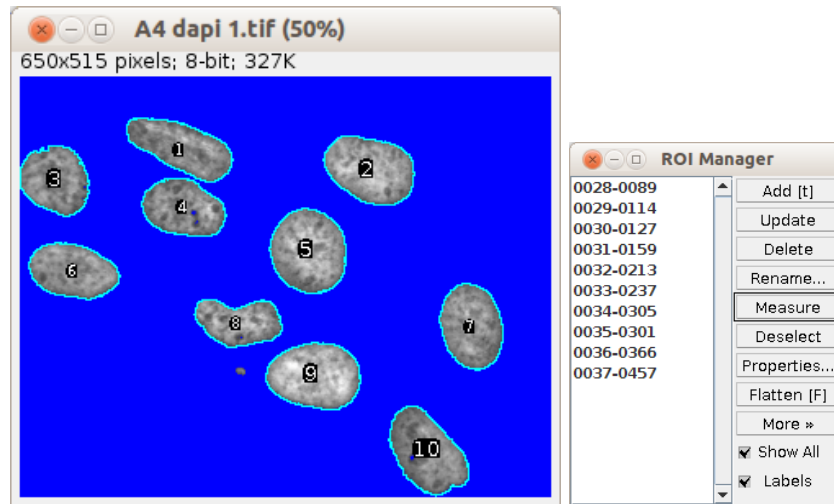 A4 dapi 1.tif (50%)
650x515 pixels; 8-bit; 327K
1
2
3
4
5
6
7
8
9
10
ROI Manager
0028-0089
0029-0114
0030-0127
0031-0159
0032-0213
0033-0237
0034-0305
0035-0301
0036-0366
0037-0457
Add [t]
Update
Delete
Rename...
Measure
Deselect
Properties...
Flatten [F]
More »
Show All
Labels